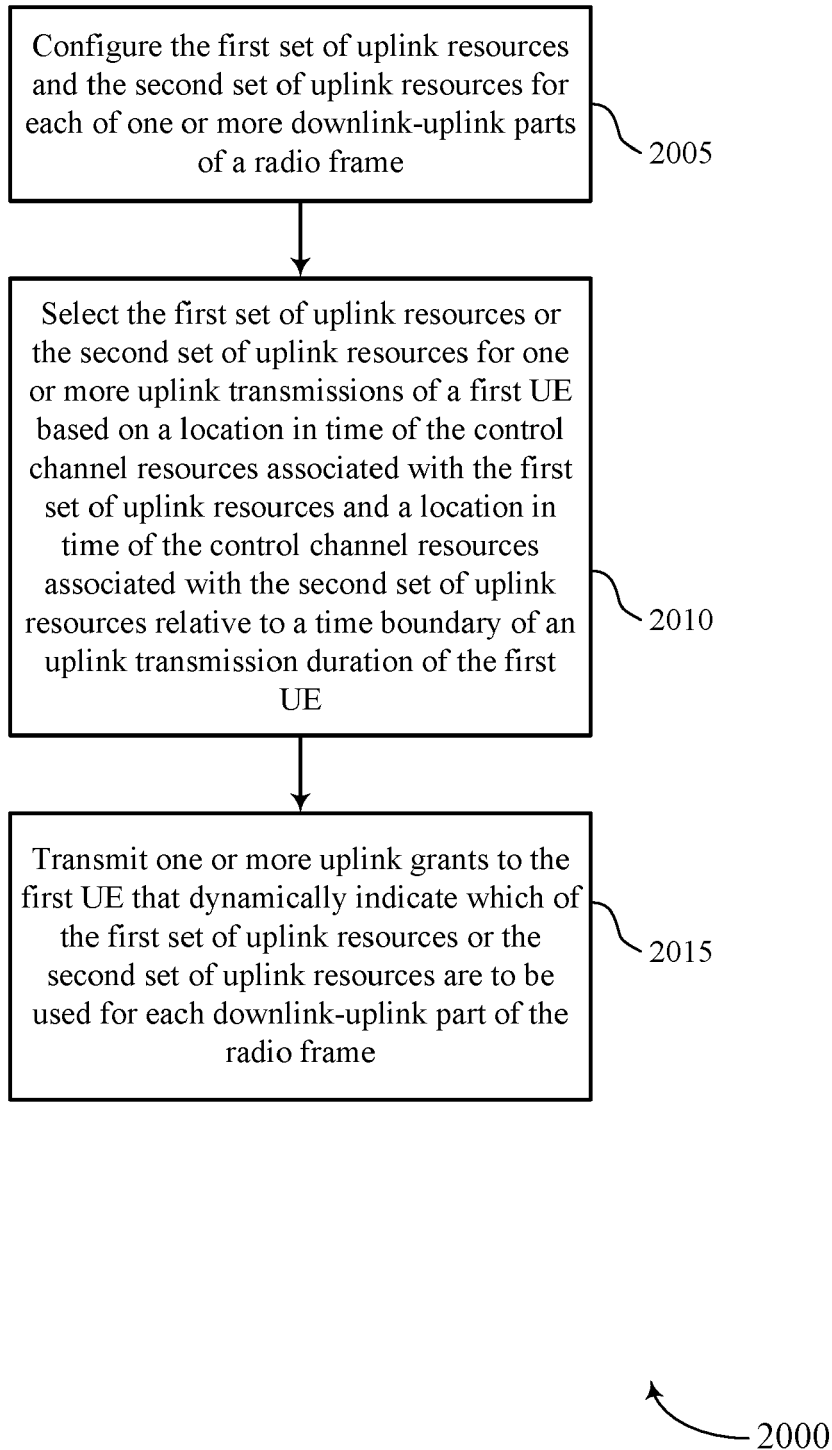 Configure the first set of uplink resources
and the second set of uplink resources for
each of one or more downlink-uplink parts
of a radio frame
2005
Select the first set of uplink resources or
the second set of uplink resources for one
or more uplink transmissions of a first UE
based on a location in time of the control
channel resources associated with the first
set of uplink resources and a location in
time of the control channel resources
associated with the second set of uplink
resources relative to a time boundary of an
uplink transmission duration of the first
UE
2010
Transmit one or more uplink grants to the
first UE that dynamically indicate which of
the first set of uplink resources or the
second set of uplink resources are to be
used for each downlink-uplink part of the
radio frame
2015
2000